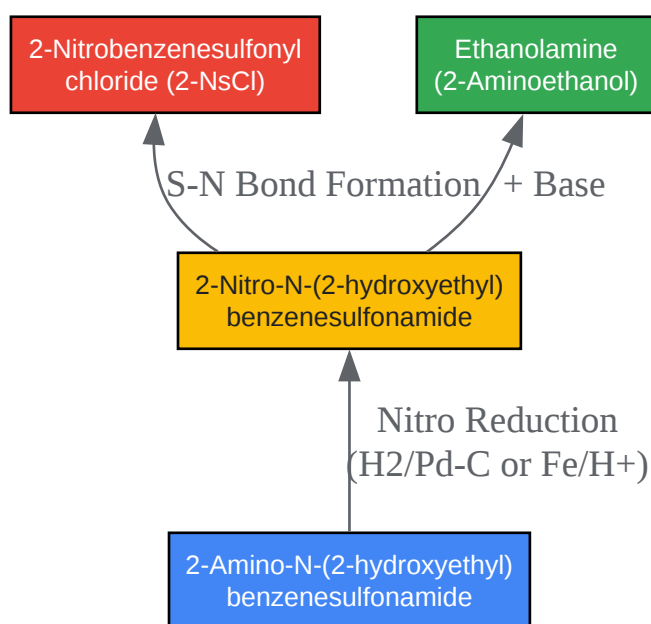 2-Nitrobenzenesulfonyl
chloride (2-NsCl)
Ethanolamine
(2-Aminoethanol)
S-N Bond Formation
+ Base
2-Nitro-N-(2-hydroxyethyl)
benzenesulfonamide
Nitro Reduction
(H2/Pd-C or Fe/H+)
2-Amino-N-(2-hydroxyethyl)
benzenesulfonamide